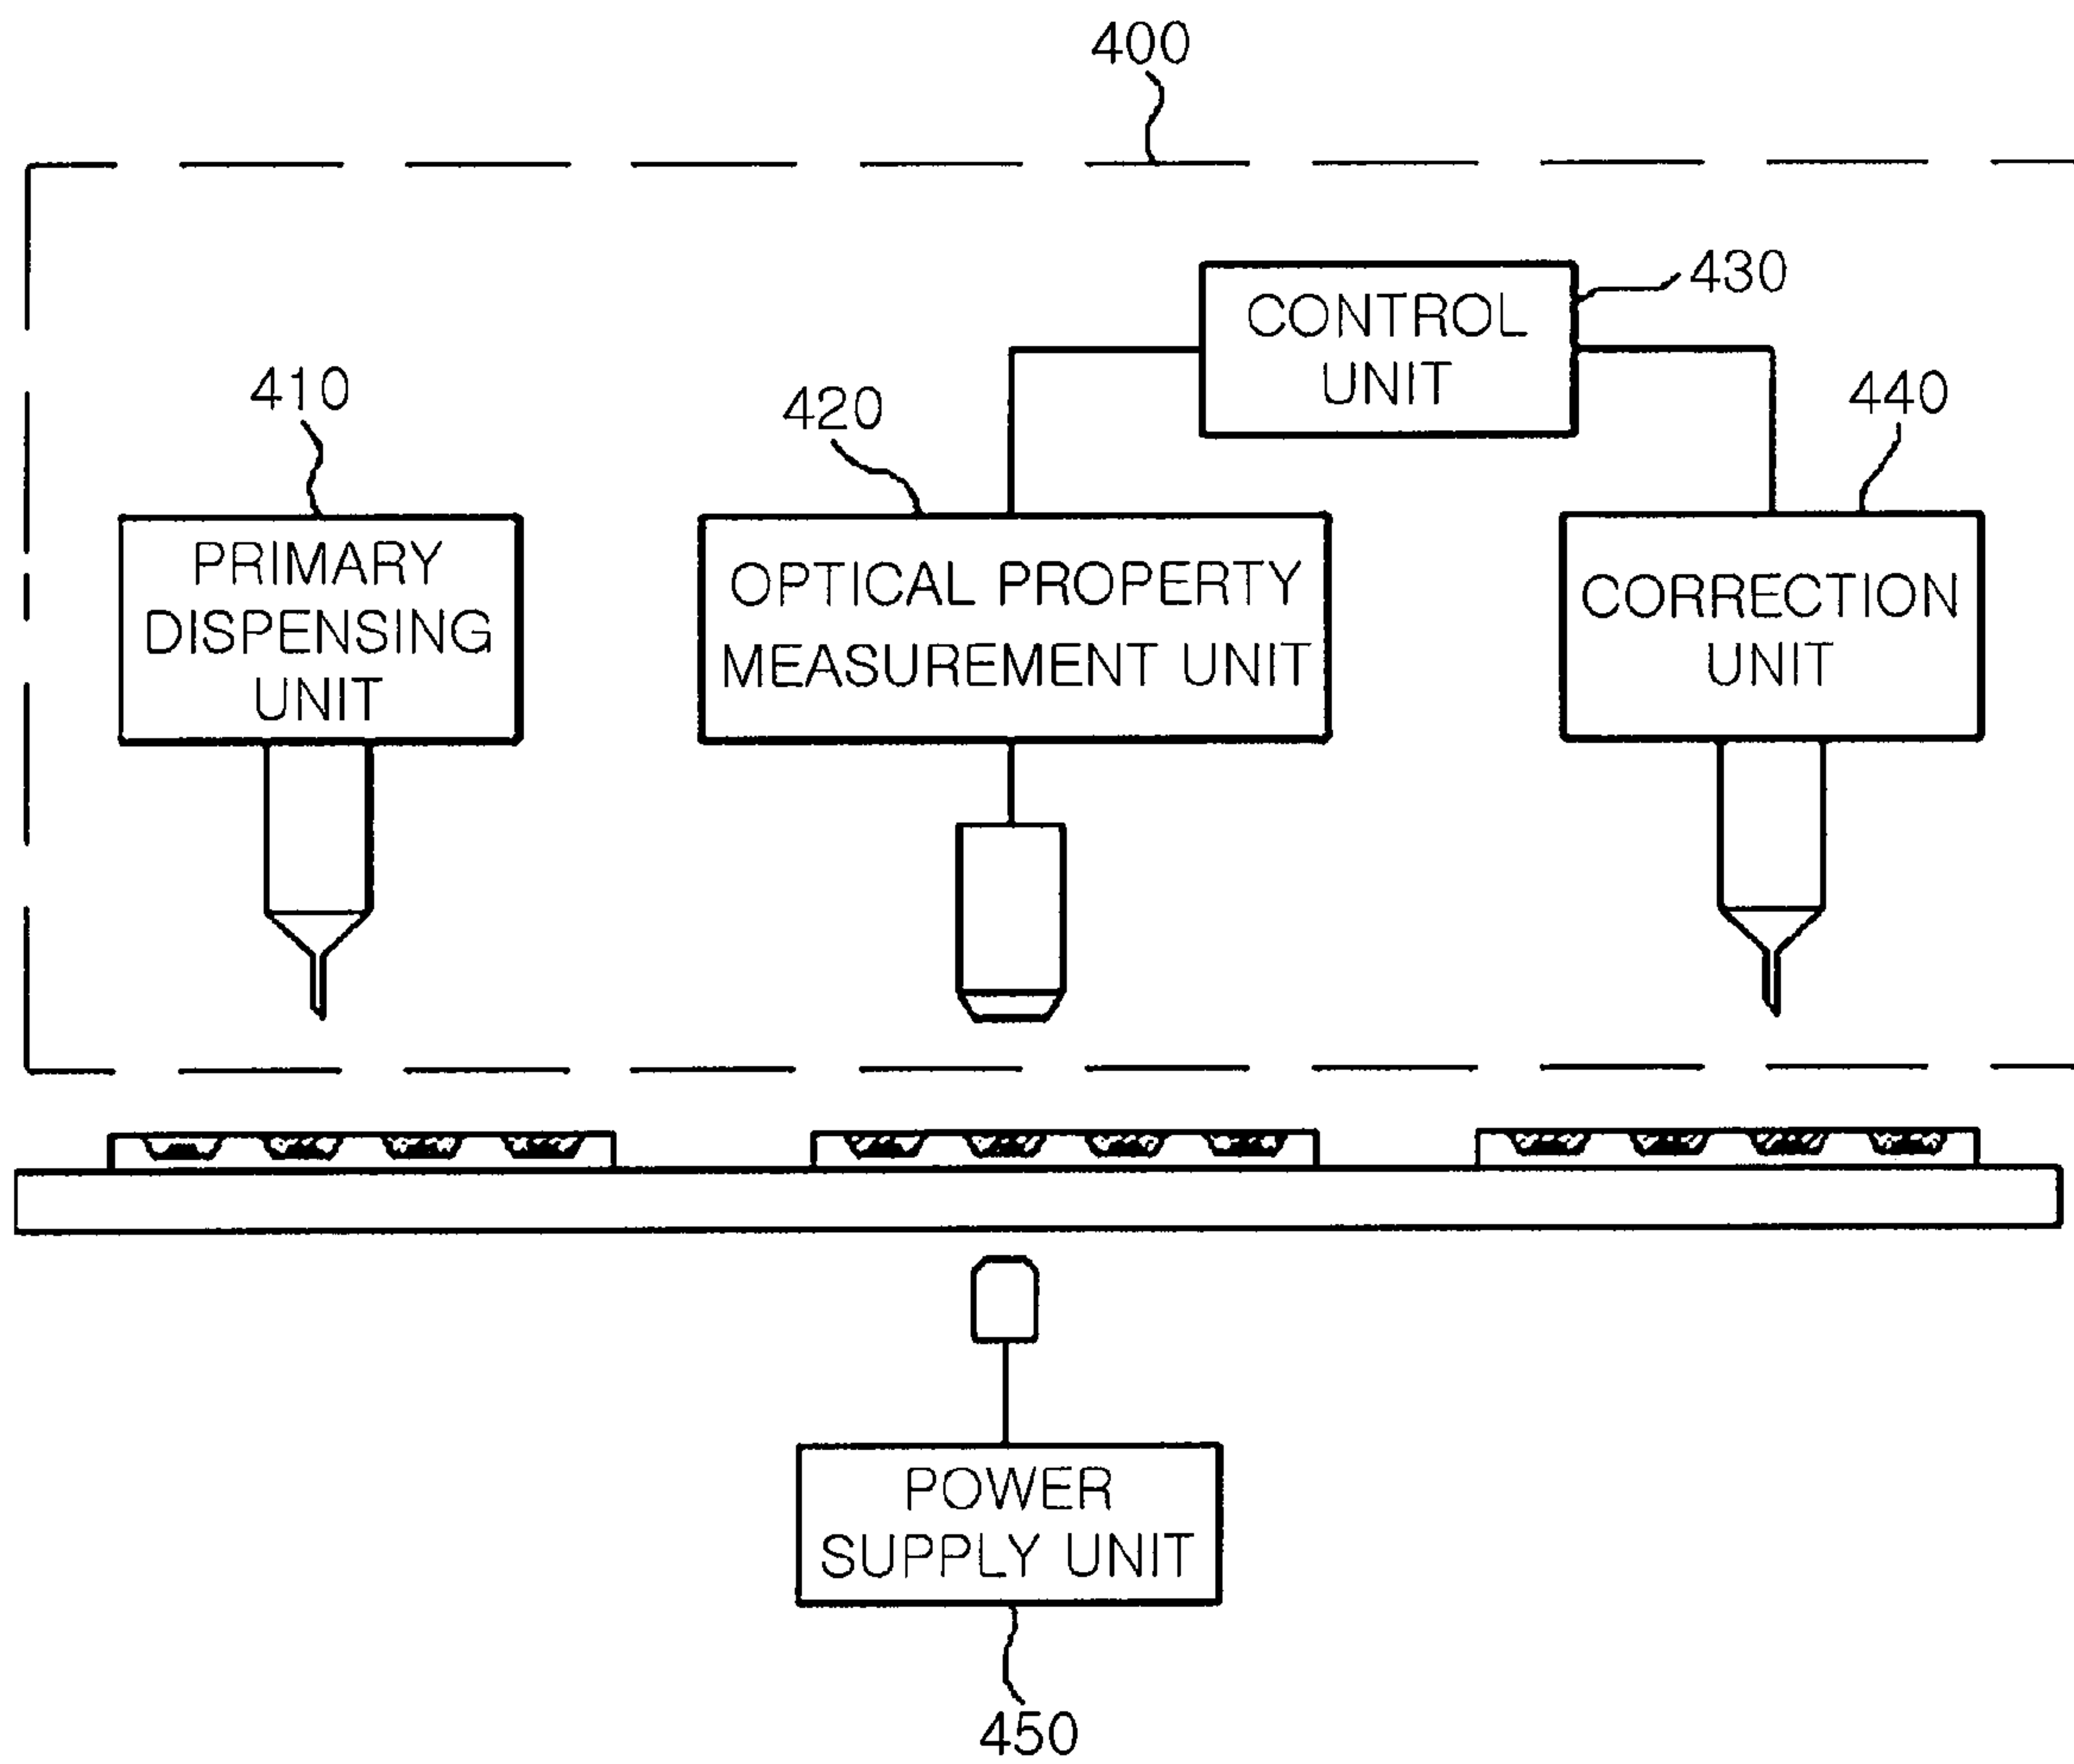 400
430
CONTROL
UNIT
410
420
440
PRIMARY
DISPENSING
UNIT
OPTICAL PROPERTY
MEASUREMENT UNIT
CORRECTION
UNIT
POWER
SUPPLY UNIT
450